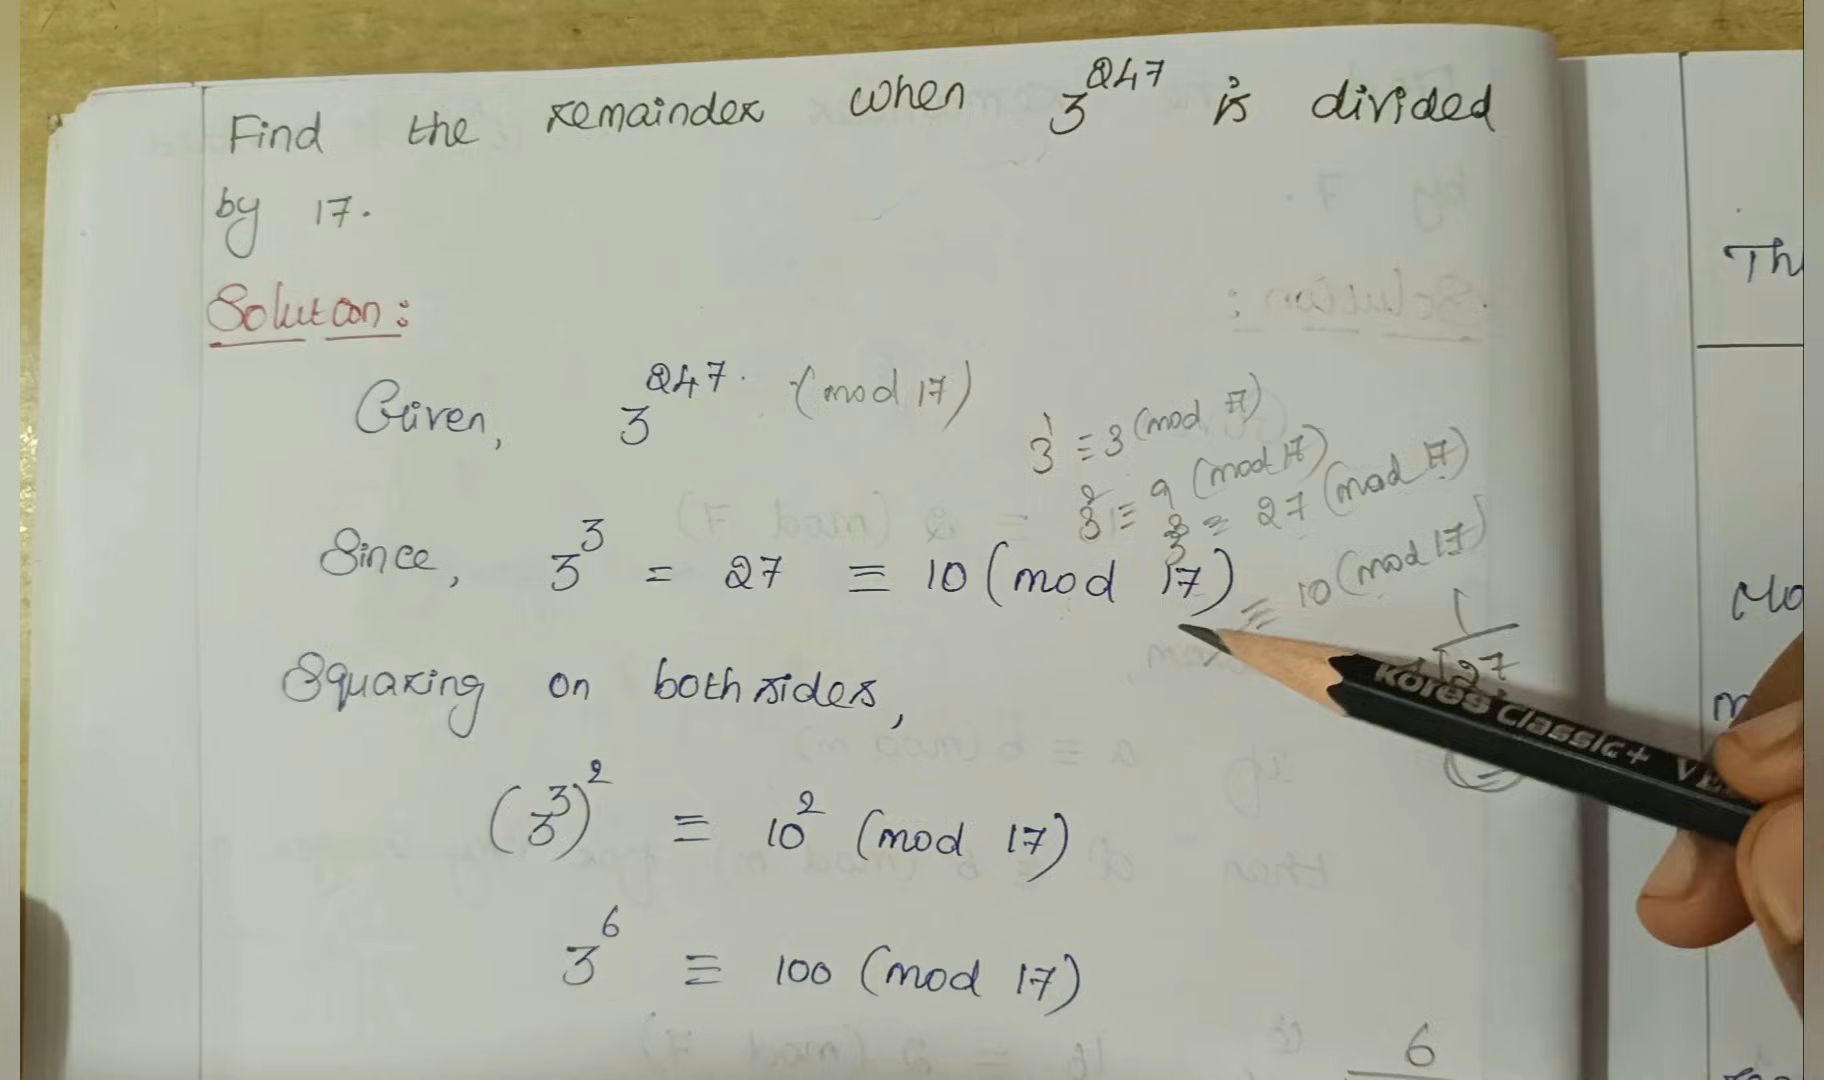 Find the remainder when 3^247 is divided
by 17.
Solution:
Given, 3^247. (mod 17)
3^1 ≡ 3 (mod 17)
3^2 ≡ 9 (mod 17)
3^3 ≡ 27 (mod 17)
≡ 10 (mod 17)
Since, 3^3 = 27 ≡ 10 (mod 17)
1
27
Squaring on both sides,
(3^3)^2 ≡ 10^2 (mod 17)
3^6 ≡ 100 (mod 17)
6
Th
Kores Classic+